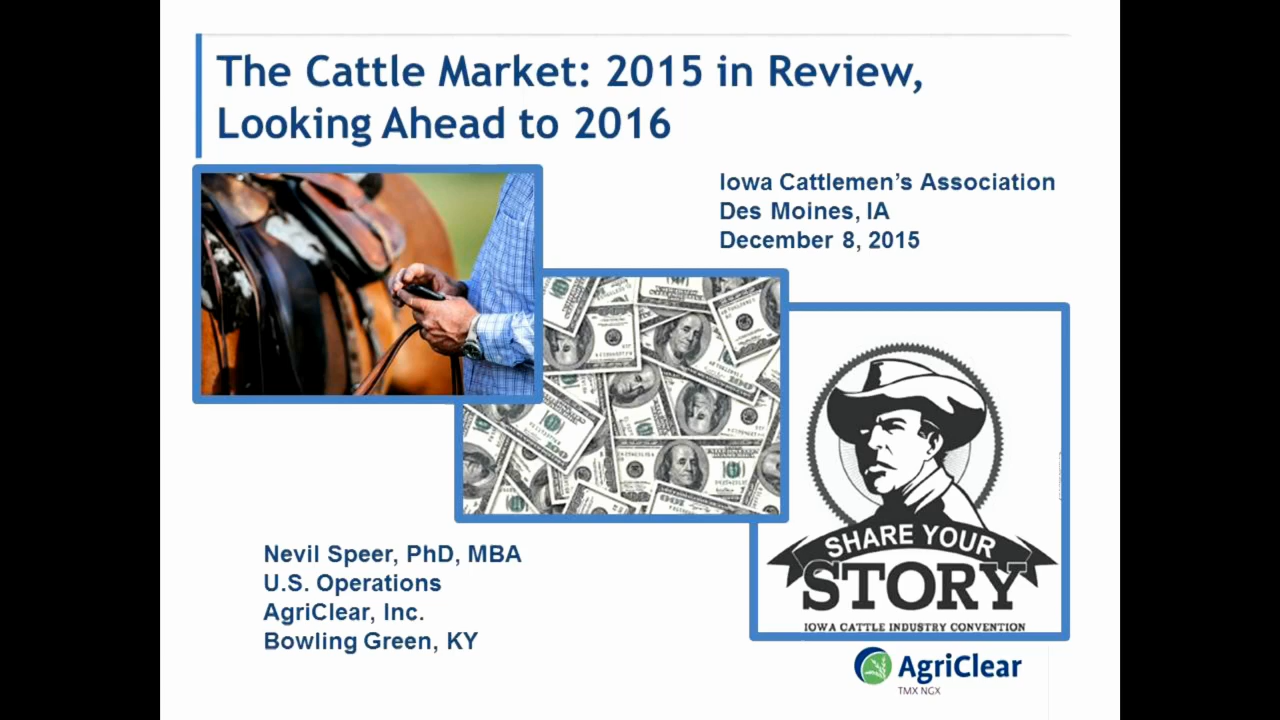 The Cattle Market: 2015 in Review,
Looking Ahead to 2016
Iowa Cattlemen’s Association
Des Moines, IA
December 8, 2015
SHARE YOUR
STORY
IOWA CATTLE INDUSTRY CONVENTION
Nevil Speer, PhD, MBA
U.S. Operations
AgriClear, Inc.
Bowling Green, KY
AgriClear
TMX NGX